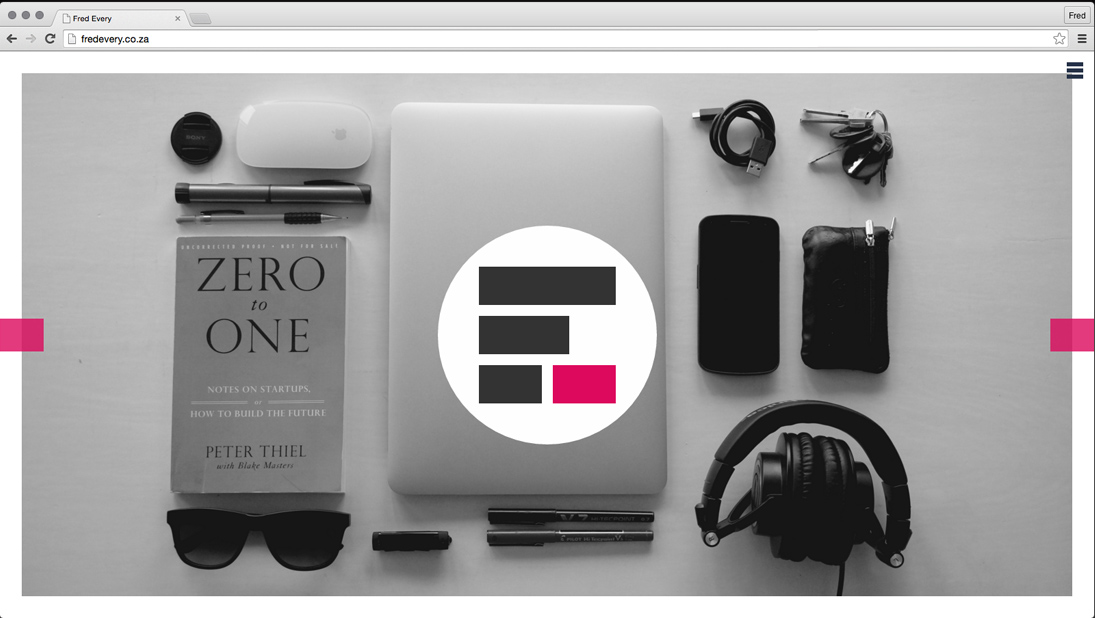 Fred Every
Fred
fredevery.co.za
SONY
UNCORRECTED PROOF • NOT FOR SALE
ZERO
to
ONE
NOTES ON STARTUPS,
or
HOW TO BUILD THE FUTURE
PETER THIEL
with Blake Masters